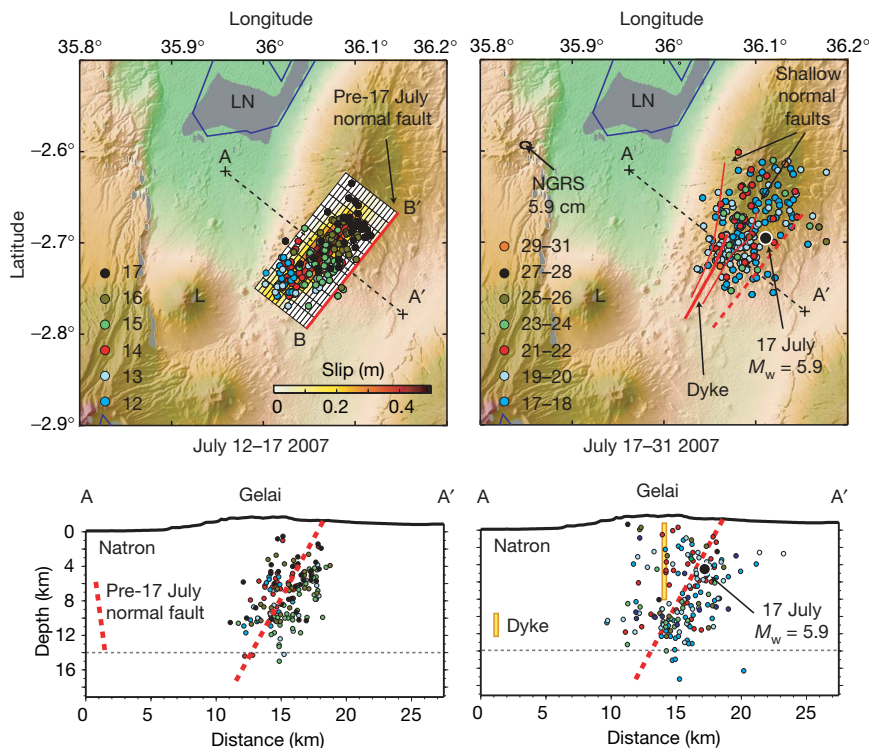 Longitude
35.8° 35.9° 36° 36.1° 36.2°
LN
Pre-17 July
normal fault
A
B′
L
A′
B
17
16
15
14
13
12
Slip (m)
0 0.2 0.4
Latitude
−2.6°
−2.7°
−2.8°
−2.9°
July 12–17 2007
Longitude
35.8° 35.9° 36° 36.1° 36.2°
LN
Shallow
normal
faults
A
NGRS
5.9 cm
29–31
27–28
25–26
23–24
21–22
19–20
17–18
L
A′
17 July
Mw = 5.9
Dyke
July 17–31 2007
A Gelai A′
Natron
Pre-17 July
normal fault
Depth (km)
0
4
8
12
16
0 5 10 15 20 25
Distance (km)
A Gelai A′
Natron
Dyke
17 July
Mw = 5.9
0 5 10 15 20 25
Distance (km)